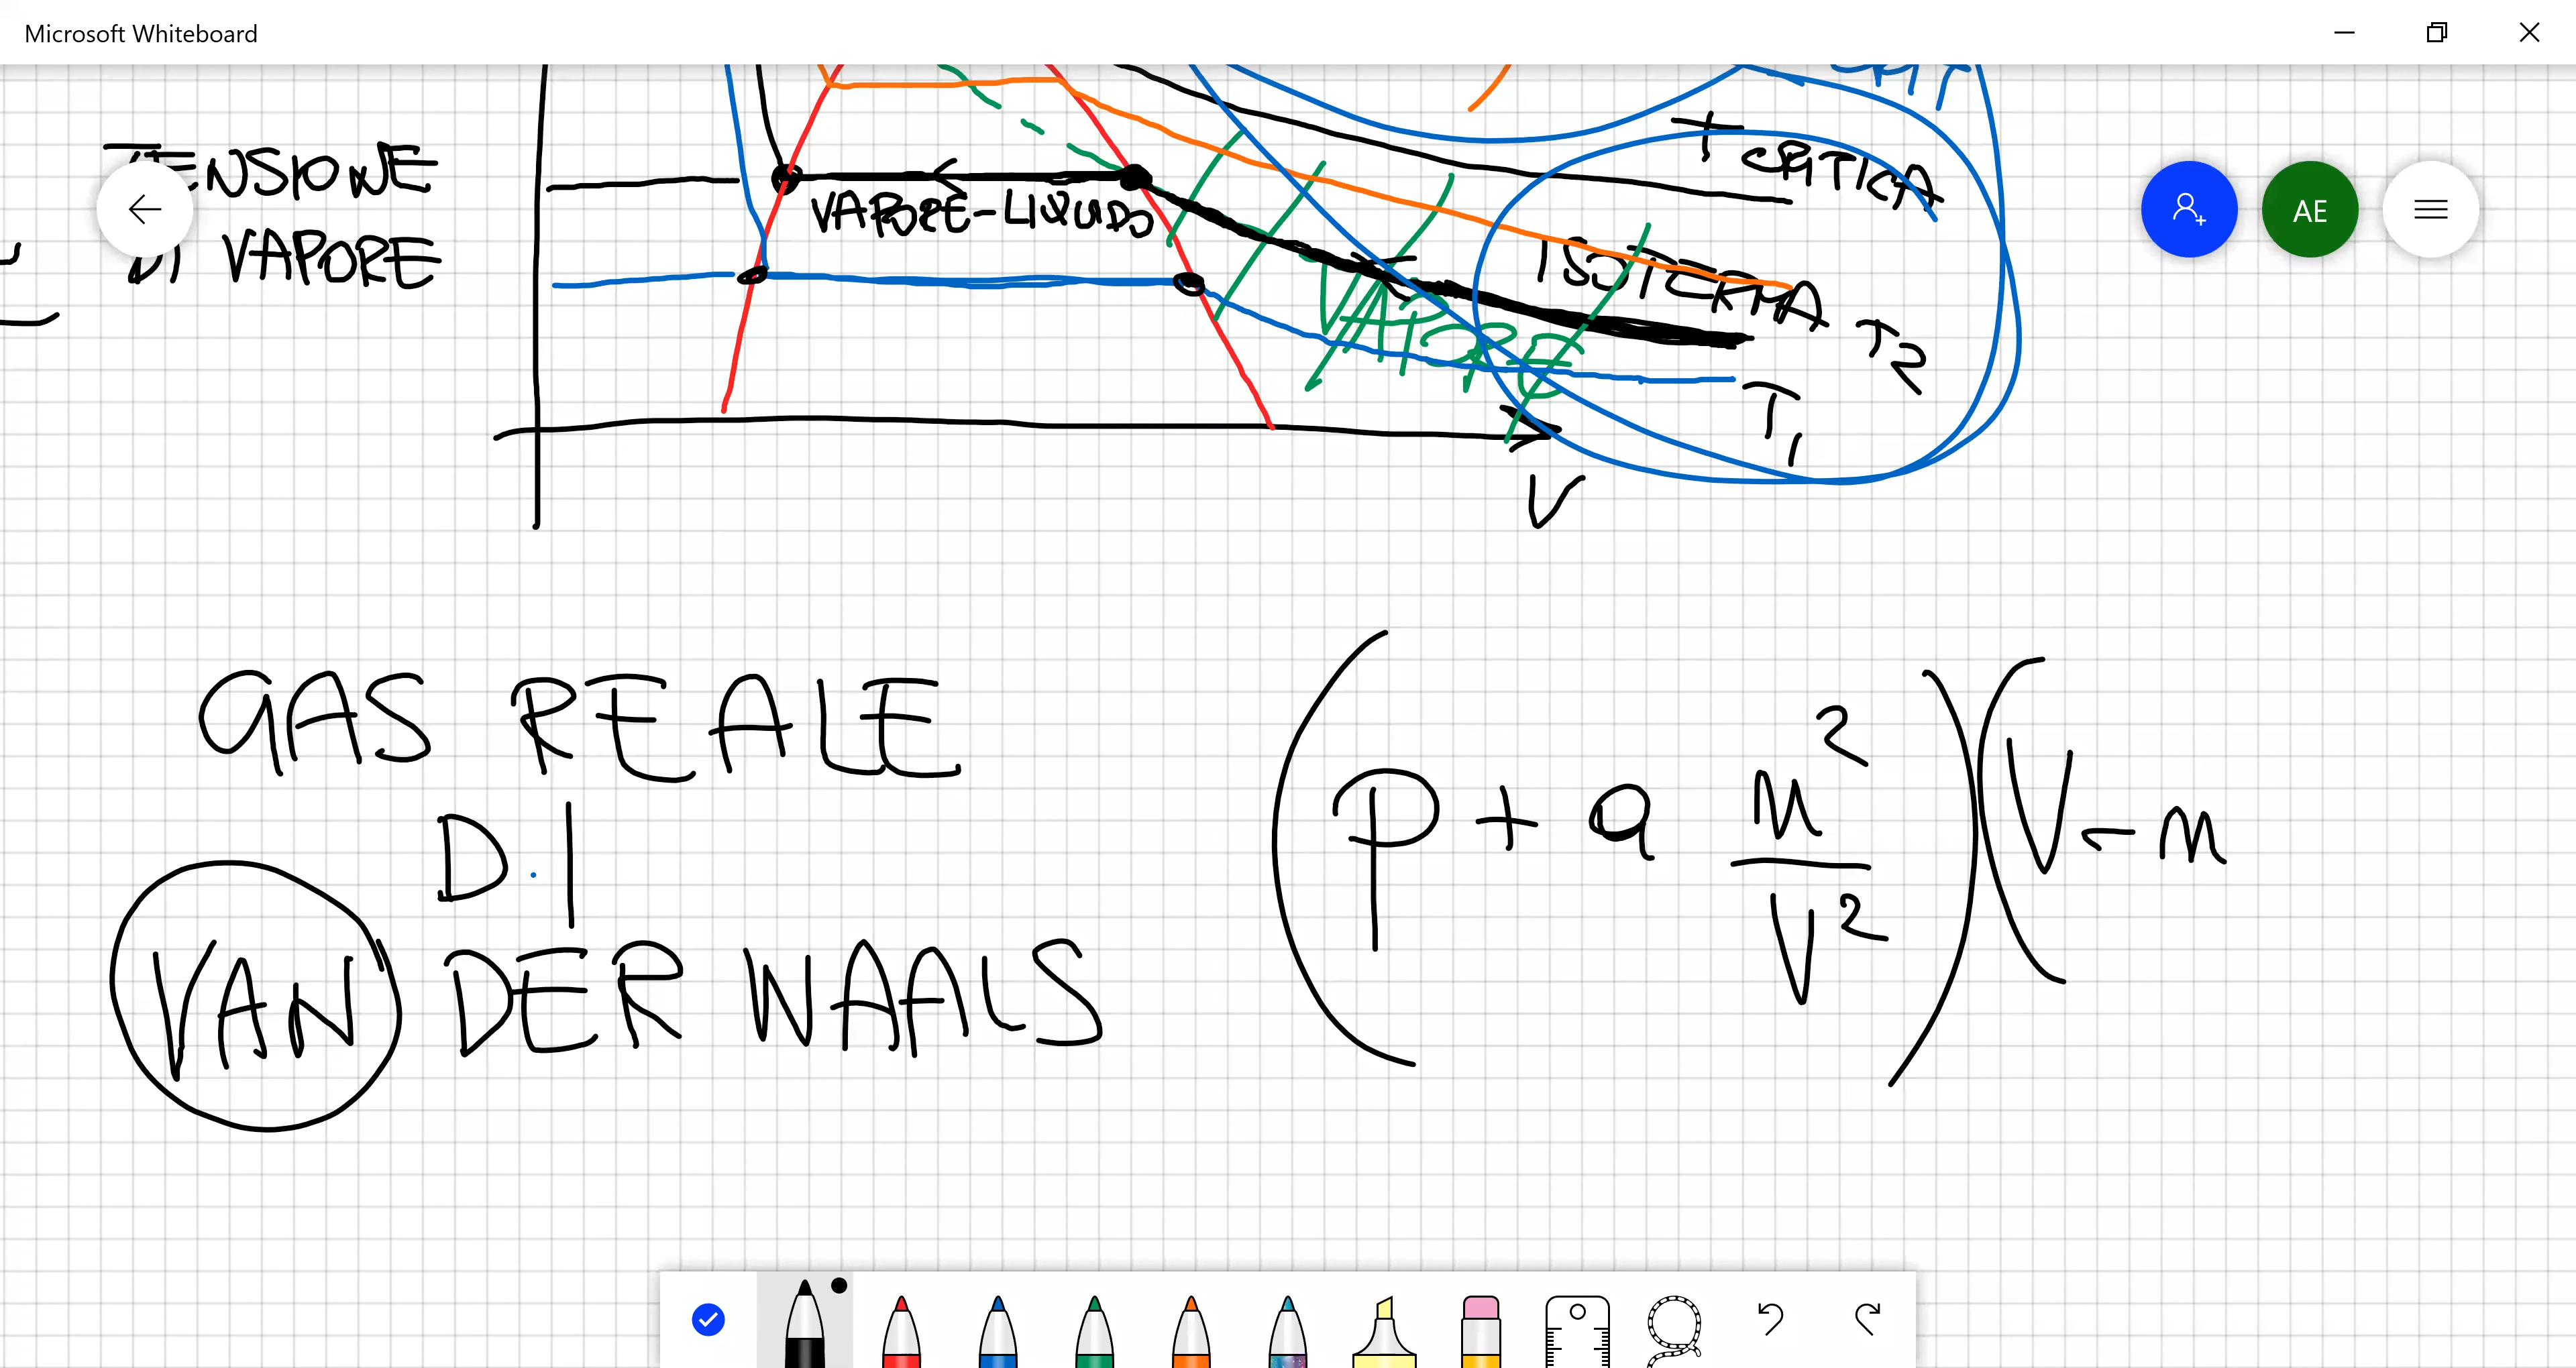 Microsoft Whiteboard
TENSIONE
DI VAPORE
VAPORE-LIQUIDO
T CRITICA
ISOTERMA T2
T1
V
AE
GAS REALE
DI
VAN DER WAALS
(P + a n²/V²)(V - n